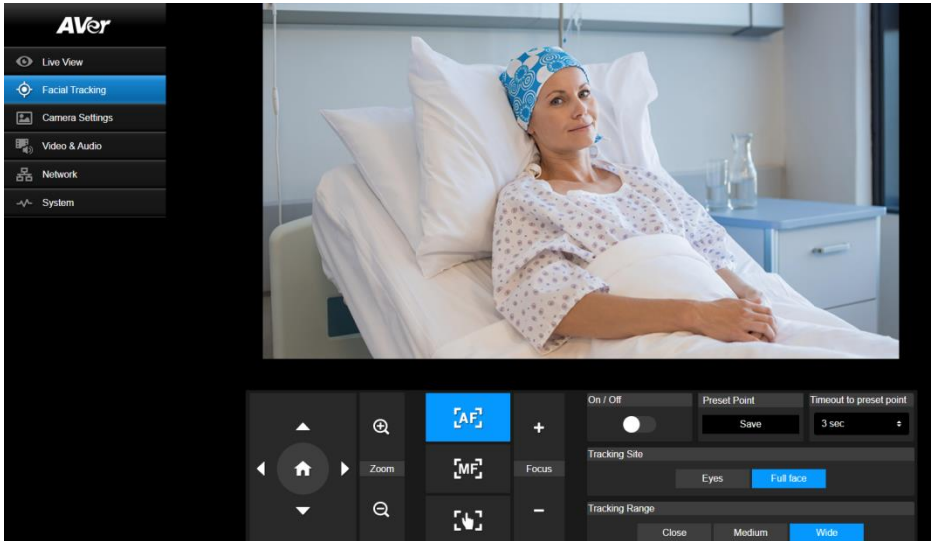 AVer
Live View
Facial Tracking
Camera Settings
Video & Audio
Network
System
Zoom
AF
MF
+
Focus
−
On / Off
Preset Point
Save
Timeout to preset point
3 sec
Tracking Site
Eyes Full face
Tracking Range
Close Medium Wide